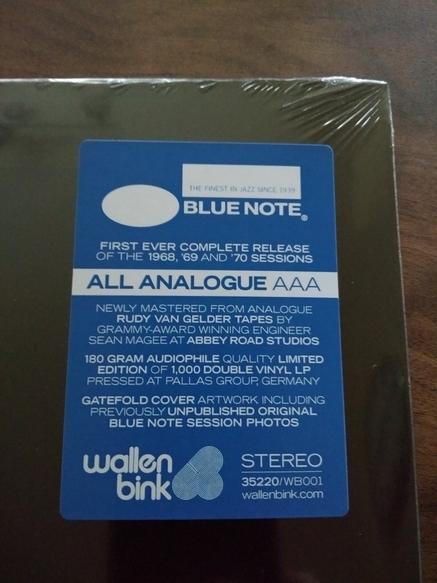 THE FINEST IN JAZZ SINCE 1939
BLUE NOTE®
FIRST EVER COMPLETE RELEASE
OF THE 1968, '69 AND '70 SESSIONS
ALL ANALOGUE AAA
NEWLY MASTERED FROM ANALOGUE
RUDY VAN GELDER TAPES BY
GRAMMY-AWARD WINNING ENGINEER
SEAN MAGEE AT ABBEY ROAD STUDIOS
180 GRAM AUDIOPHILE QUALITY LIMITED
EDITION OF 1,000 DOUBLE VINYL LP
PRESSED AT PALLAS GROUP, GERMANY
GATEFOLD COVER ARTWORK INCLUDING
PREVIOUSLY UNPUBLISHED ORIGINAL
BLUE NOTE SESSION PHOTOS
wallen
bink
STEREO
35220/WB001
wallenbink.com